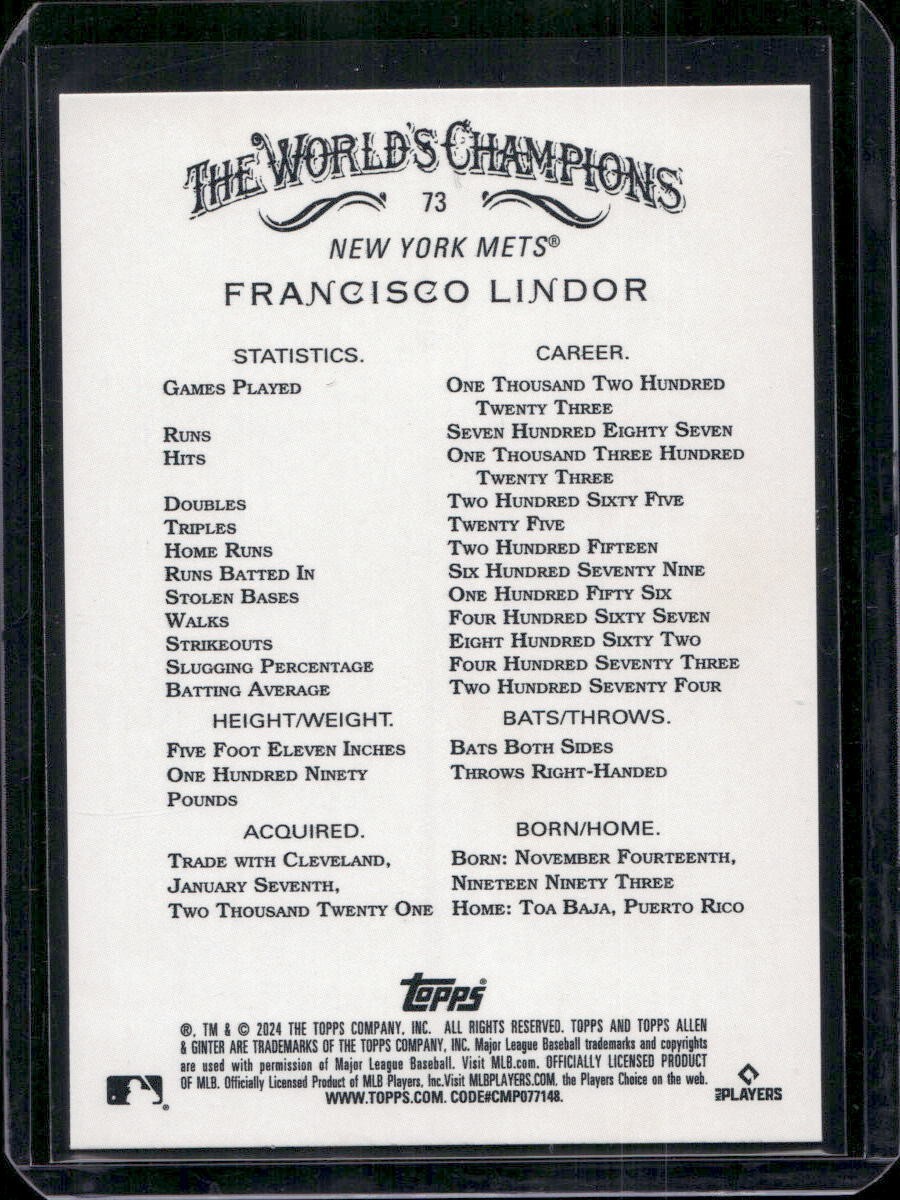 THE WORLD'S CHAMPIONS
73
NEW YORK METS®
FRANCISCO LINDOR
STATISTICS. CAREER.
GAMES PLAYED ONE THOUSAND TWO HUNDRED
TWENTY THREE
RUNS SEVEN HUNDRED EIGHTY SEVEN
HITS ONE THOUSAND THREE HUNDRED
TWENTY THREE
DOUBLES TWO HUNDRED SIXTY FIVE
TRIPLES TWENTY FIVE
HOME RUNS TWO HUNDRED FIFTEEN
RUNS BATTED IN SIX HUNDRED SEVENTY NINE
STOLEN BASES ONE HUNDRED FIFTY SIX
WALKS FOUR HUNDRED SIXTY SEVEN
STRIKEOUTS EIGHT HUNDRED SIXTY TWO
SLUGGING PERCENTAGE FOUR HUNDRED SEVENTY THREE
BATTING AVERAGE TWO HUNDRED SEVENTY FOUR
HEIGHT/WEIGHT. BATS/THROWS.
FIVE FOOT ELEVEN INCHES BATS BOTH SIDES
ONE HUNDRED NINETY THROWS RIGHT-HANDED
POUNDS
ACQUIRED. BORN/HOME.
TRADE WITH CLEVELAND, BORN: NOVEMBER FOURTEENTH,
JANUARY SEVENTH, NINETEEN NINETY THREE
TWO THOUSAND TWENTY ONE HOME: TOA BAJA, PUERTO RICO
topps®
®, TM & © 2024 THE TOPPS COMPANY, INC. ALL RIGHTS RESERVED. TOPPS AND TOPPS ALLEN
& GINTER ARE TRADEMARKS OF THE TOPPS COMPANY, INC. Major League Baseball trademarks and copyrights
are used with permission of Major League Baseball. Visit MLB.com. OFFICIALLY LICENSED PRODUCT
OF MLB. Officially Licensed Product of MLB Players, Inc.Visit MLBPLAYERS.COM, the Players Choice on the web.
WWW.TOPPS.COM. CODE#CMP077148.
MLB PLAYERS